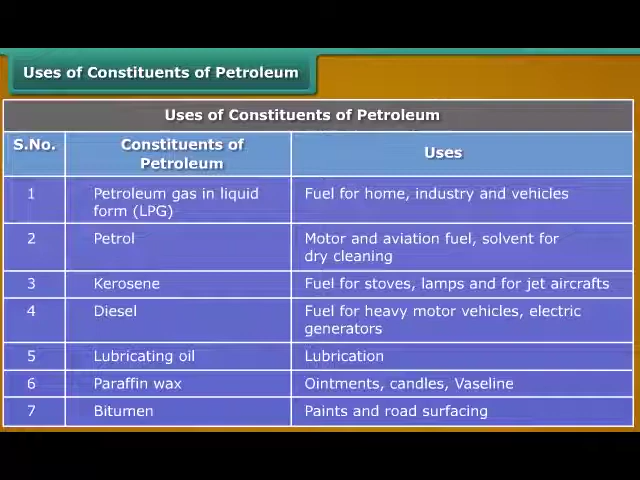 Uses of Constituents of Petroleum
Uses of Constituents of Petroleum
S.No. Constituents of Petroleum Uses
1 Petroleum gas in liquid form (LPG) Fuel for home, industry and vehicles
2 Petrol Motor and aviation fuel, solvent for dry cleaning
3 Kerosene Fuel for stoves, lamps and for jet aircrafts
4 Diesel Fuel for heavy motor vehicles, electric generators
5 Lubricating oil Lubrication
6 Paraffin wax Ointments, candles, Vaseline
7 Bitumen Paints and road surfacing